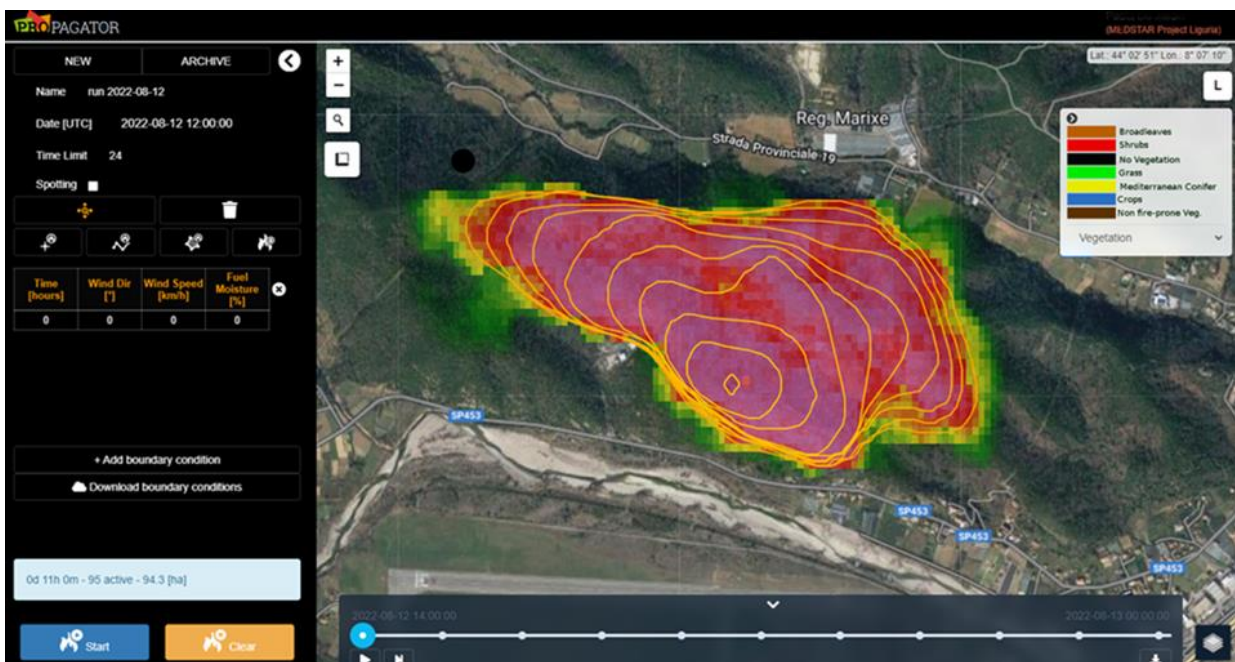 PROPAGATOR
(MEDSTAR Project Liguria)
NEW
ARCHIVE
Name run 2022-08-12
Date [UTC] 2022-08-12 12:00:00
Time Limit 24
Spotting
Time [hours]
Wind Dir [°]
Wind Speed [km/h]
Fuel Moisture [%]
0 0 0 0
+ Add boundary condition
Download boundary conditions
0d 11h 0m - 95 active - 94.3 [ha]
Start
Clear
+
−
Reg. Marixe
Strada Provinciale 19
SP453
SP453
SP453
SP453
Lat.: 44° 02' 51" Lon.: 8° 07' 10"
L
Broadleaves
Shrubs
No Vegetation
Grass
Mediterranean Conifer
Crops
Non fire-prone Veg.
Vegetation
2022-08-12 14:00:00
2022-08-13 00:00:00